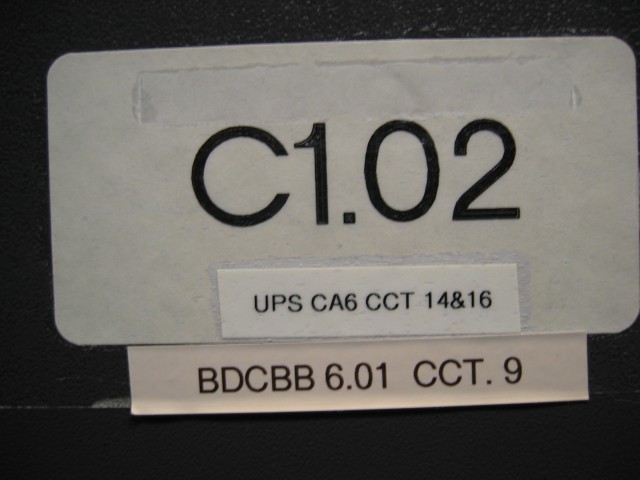 C1.02
UPS CA6 CCT 14&16
BDCBB 6.01 CCT. 9